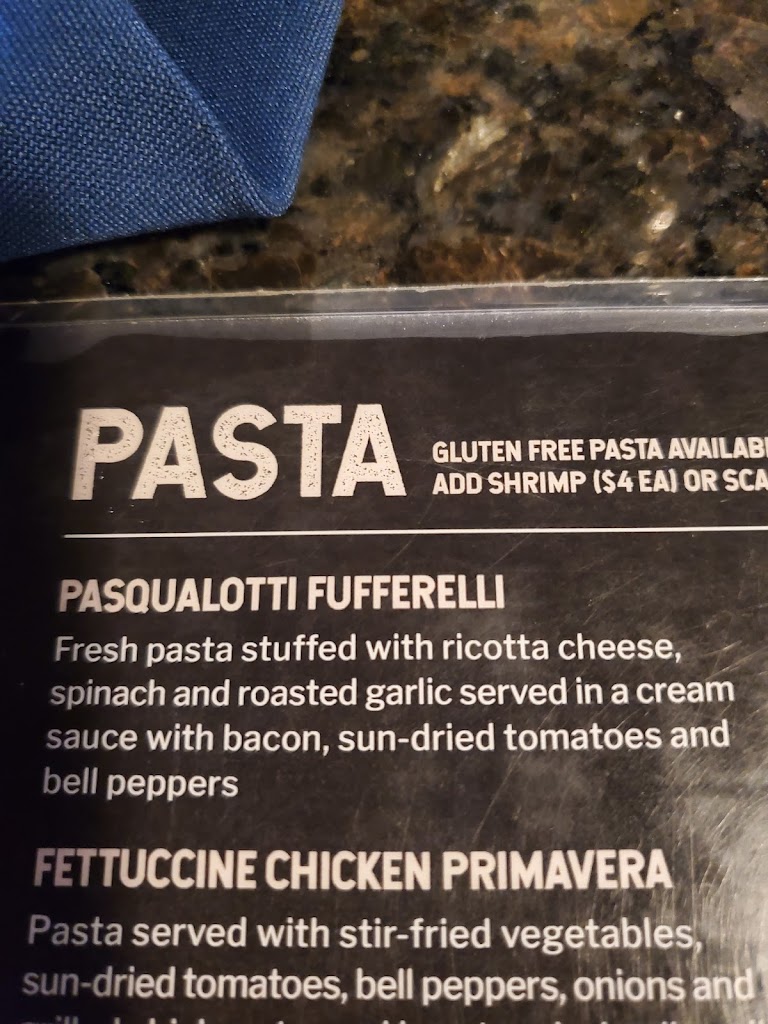 PASTA
GLUTEN FREE PASTA
ADD SHRIMP ($4 EA) OR
PASQUALOTTI FUFFERELLI
Fresh pasta stuffed with ricotta cheese,
spinach and roasted garlic served in a cream
sauce with bacon, sun-dried tomatoes and
bell peppers
FETTUCCINE CHICKEN PRIMAVERA
Pasta served with stir-fried vegetables,
sun-dried tomatoes, bell peppers, onions and